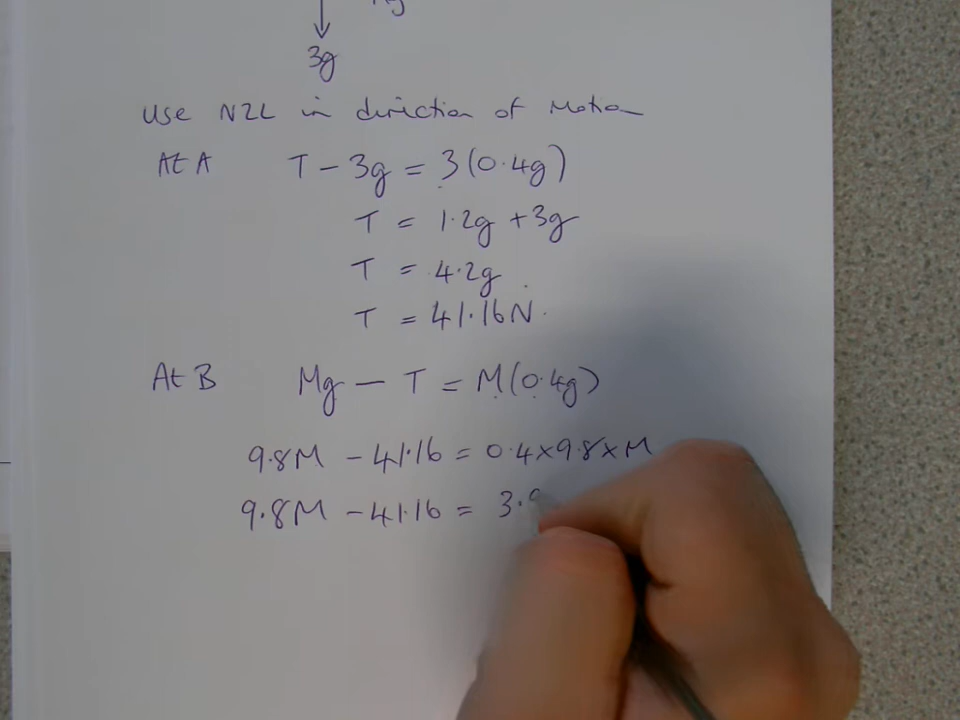 3g
Use N2L in direction of Motion
At A T - 3g = 3(0.4g)
T = 1.2g + 3g
T = 4.2g
T = 41.16N.
At B Mg - T = M(0.4g)
9.8M - 41.16 = 0.4×9.8×M
9.8M - 41.16 = 3.9